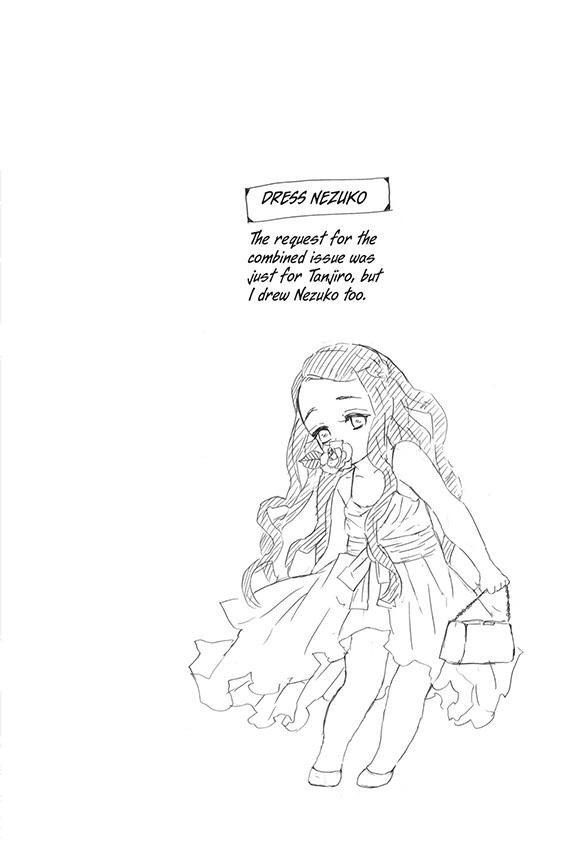 DRESS NEZUKO
The request for the
combined issue was
just for Tanjiro, but
I drew Nezuko too.